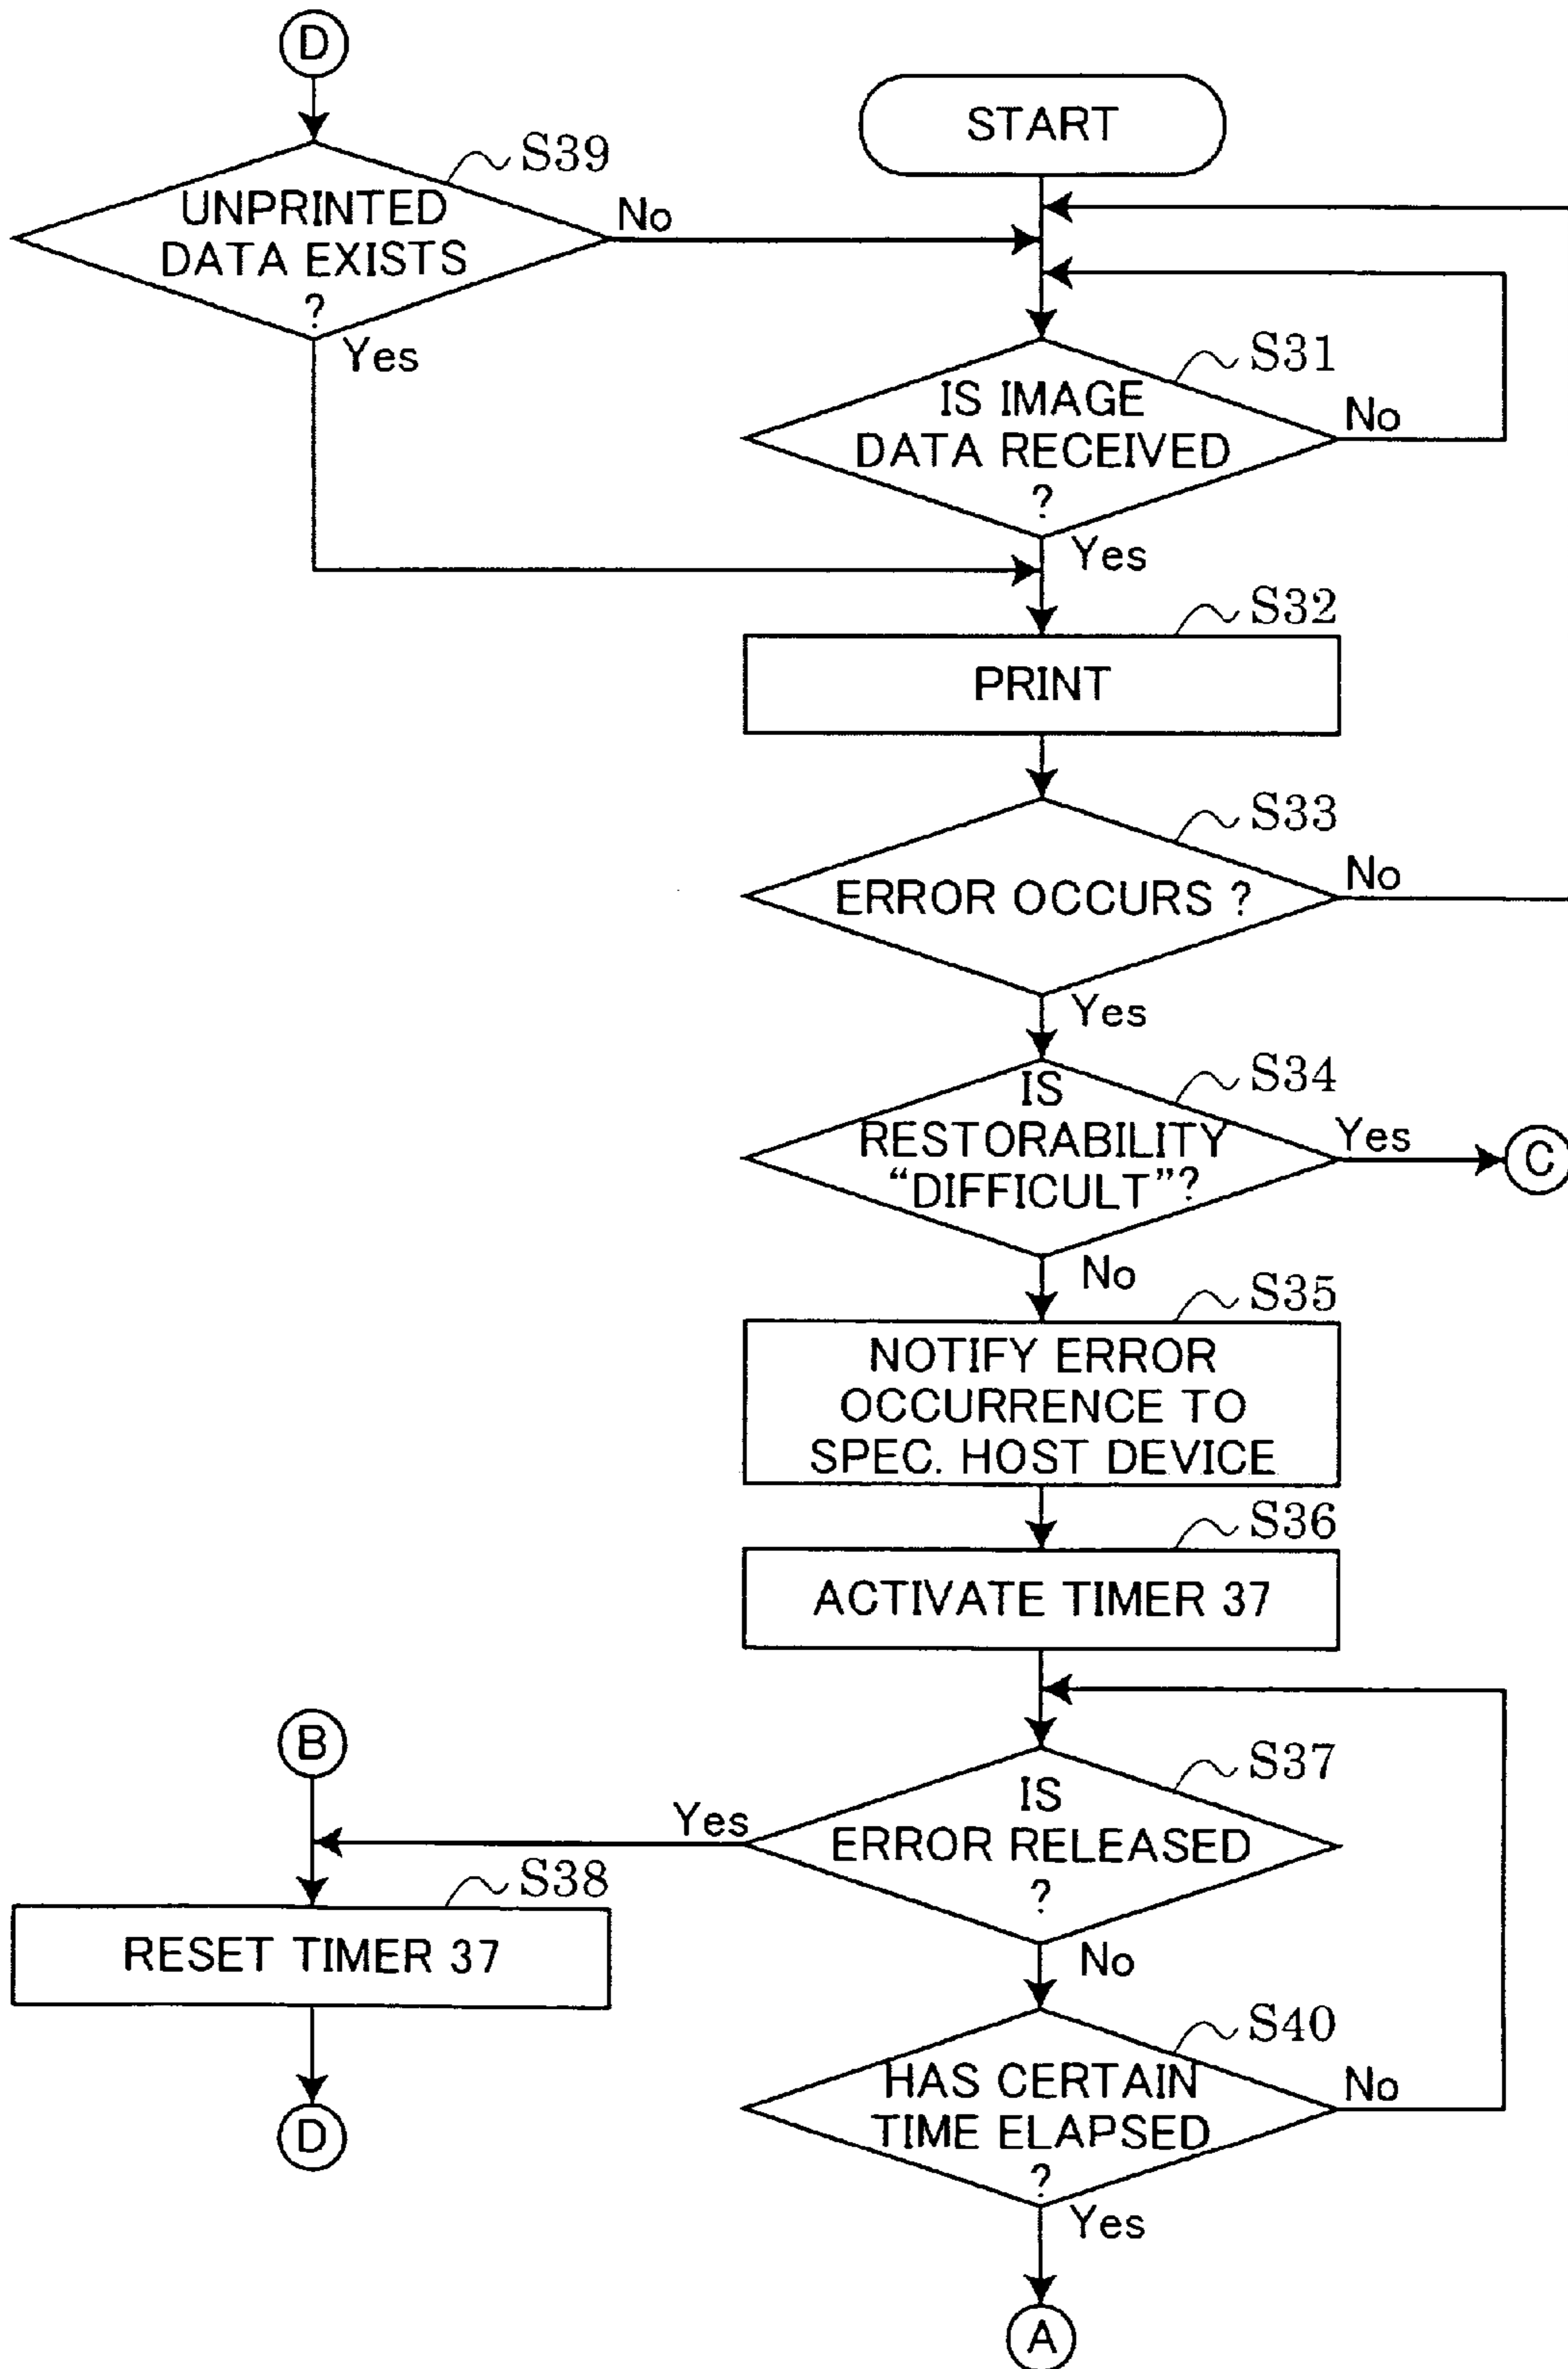 D
START
S39
UNPRINTED
DATA EXISTS
?
No
Yes
S31
IS IMAGE
DATA RECEIVED
?
No
Yes
S32
PRINT
S33
ERROR OCCURS ?
No
Yes
S34
IS
RESTORABILITY
“DIFFICULT”?
Yes
C
No
S35
NOTIFY ERROR
OCCURRENCE TO
SPEC. HOST DEVICE
S36
ACTIVATE TIMER 37
B
S37
IS
ERROR RELEASED
?
Yes
No
S38
RESET TIMER 37
D
S40
HAS CERTAIN
TIME ELAPSED
?
No
Yes
A